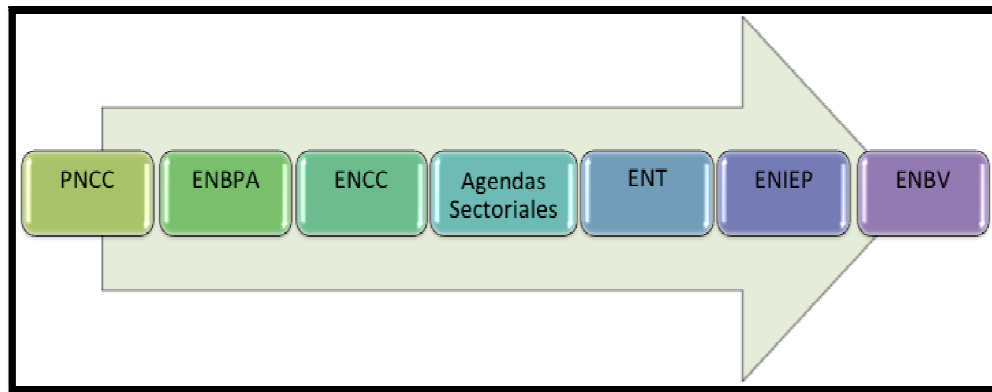 PNCC
ENBPA
ENCC
Agendas
Sectoriales
ENT
ENIEP
ENBV